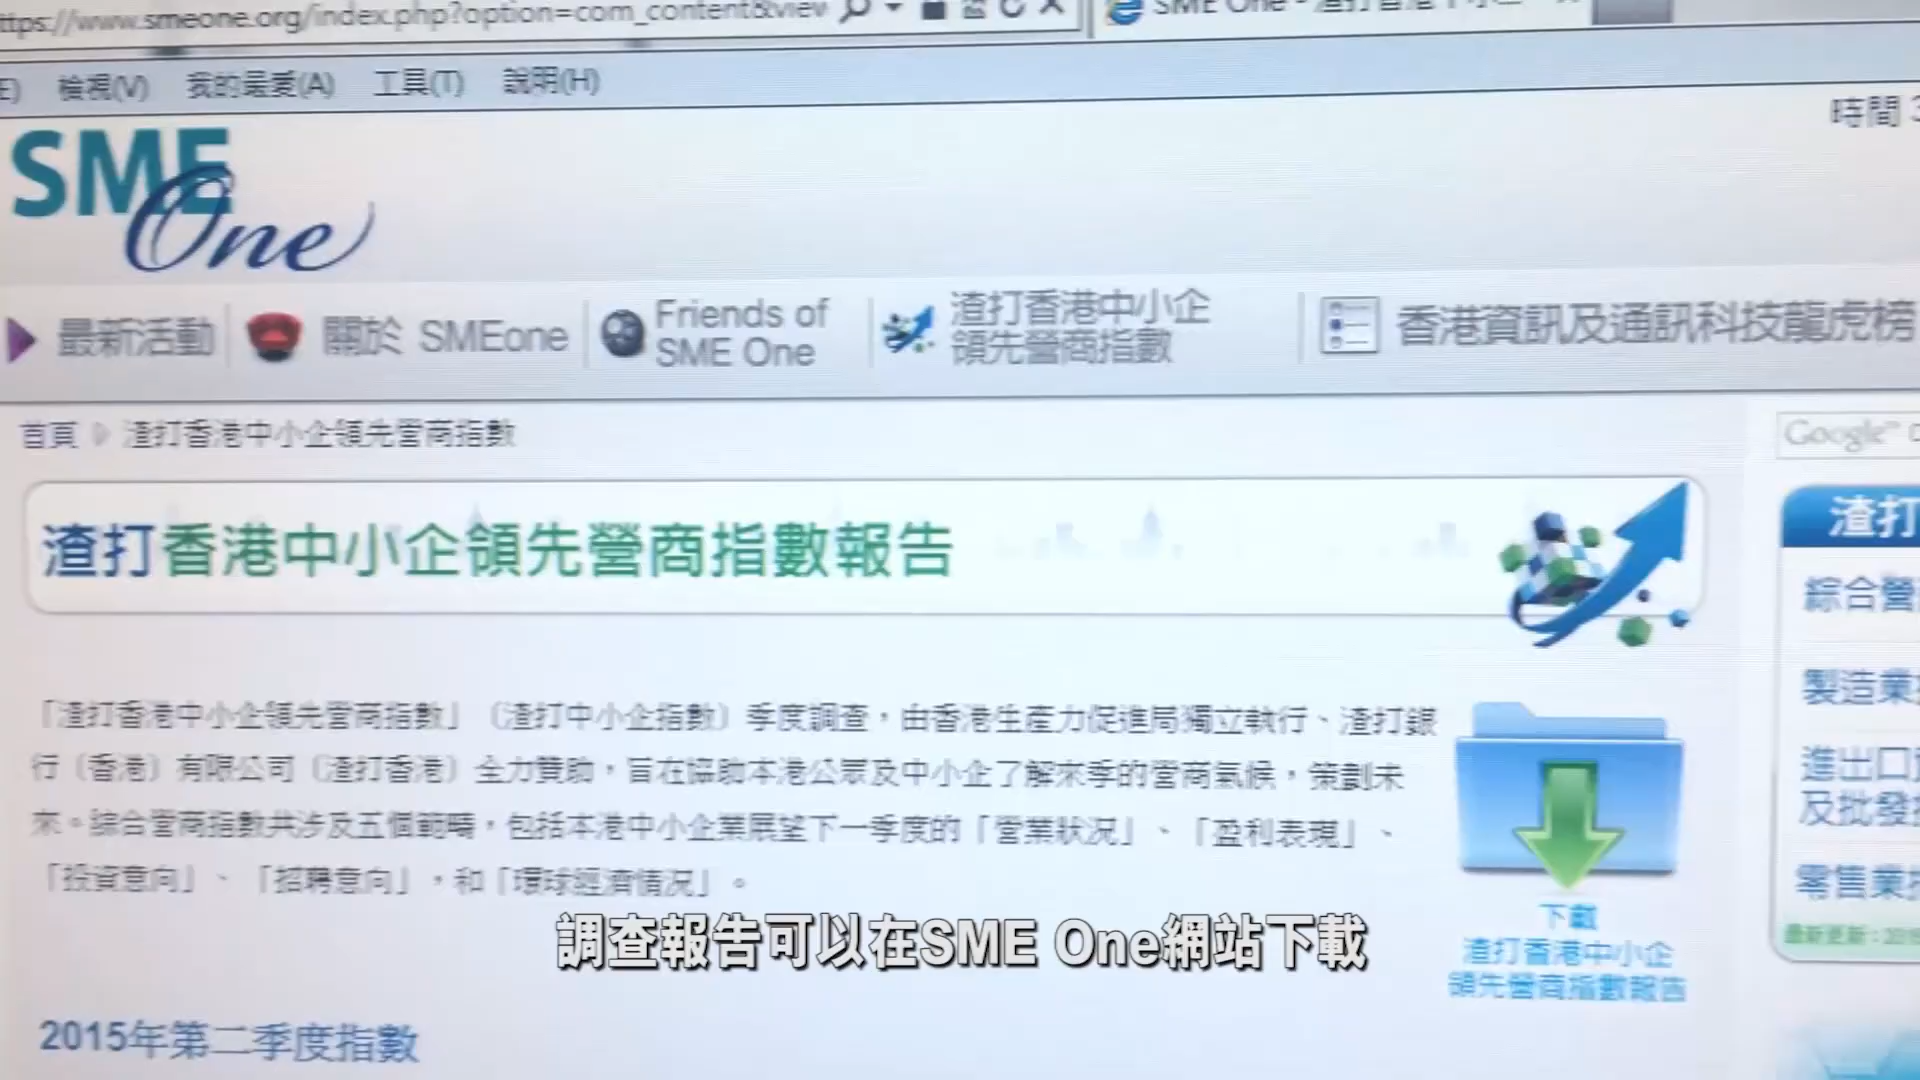 ttps://www.smeone.org/index.php?option=com_content&view
SME One -
檢視(V) 我的最愛(A) 工具(T) 說明(H)
時間
SME
One
最新活動
關於 SMEone
Friends of
SME One
渣打香港中小企
領先營商指數
香港資訊及通訊科技龍虎榜
首頁 渣打香港中小企領先營商指數
Google™
渣打香港中小企領先營商指數報告
渣打
綜合營
製造業
進出口
及批發
零售業
「渣打香港中小企領先營商指數」（渣打中小企指數）季度調查，由香港生產力促進局獨立執行、渣打銀
行（香港）有限公司（渣打香港）全力贊助，旨在協助本港公眾及中小企了解來季的營商氣候，策劃未
來。綜合營商指數共涉及五個範疇，包括本港中小企業展望下一季度的「營業狀況」、「盈利表現」、
「投資意向」、「招聘意向」，和「環球經濟情況」。
下載
渣打香港中小企
領先營商指數報告
最新更新：
調查報告可以在SME One網站下載
2015年第二季度指數